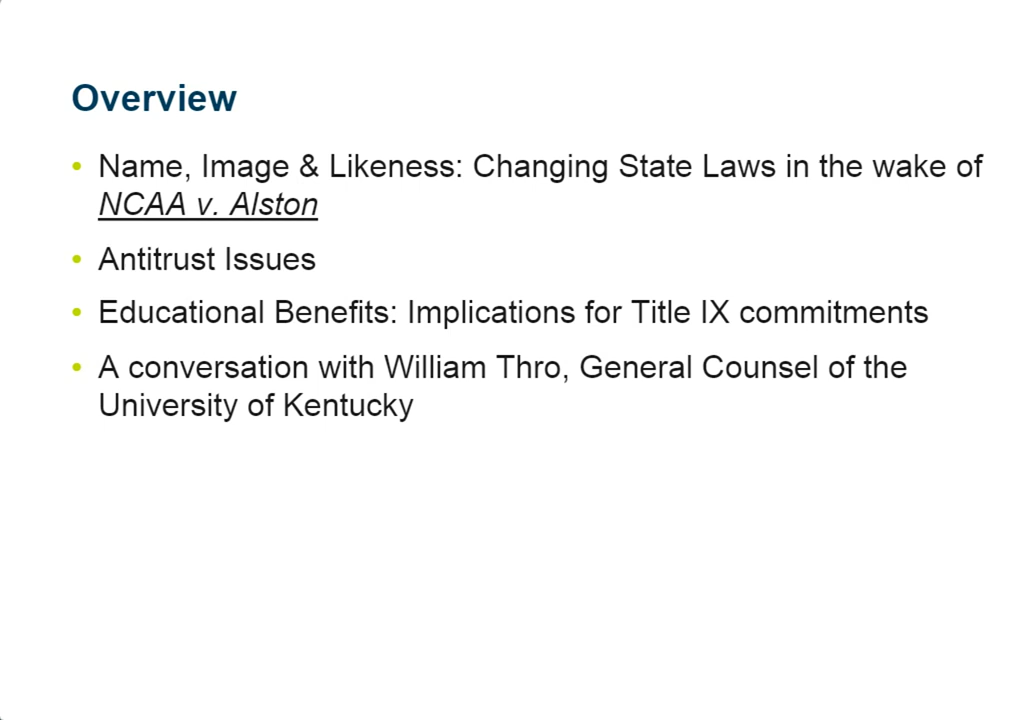 Overview
• Name, Image & Likeness: Changing State Laws in the wake of
NCAA v. Alston
• Antitrust Issues
• Educational Benefits: Implications for Title IX commitments
• A conversation with William Thro, General Counsel of the
University of Kentucky